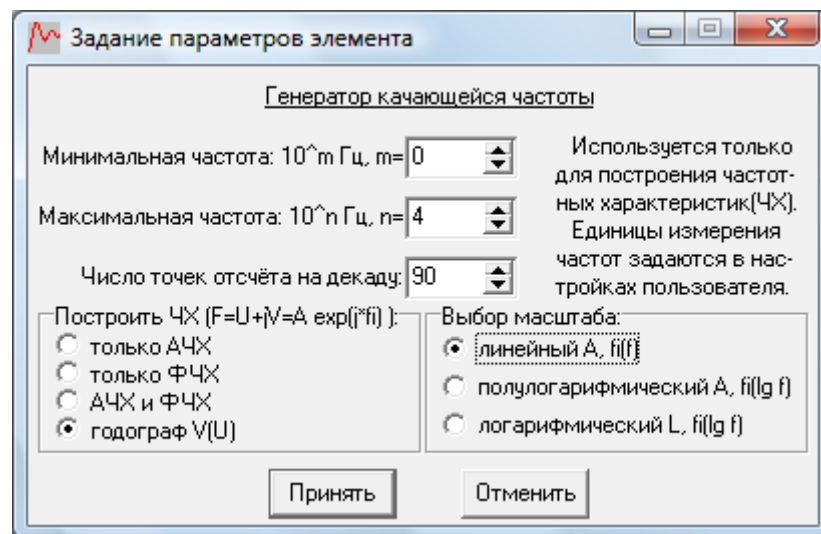 Задание параметров элемента
Генератор качающейся частоты
Минимальная частота: 10^m Гц, m= 0
Максимальная частота: 10^n Гц, n= 4
Число точек отсчёта на декаду: 90
Используется только
для построения частот-
ных характеристик(ЧХ).
Единицы измерения
частот задаются в нас-
тройках пользователя.
Построить ЧХ (F=U+jV=A exp(j*fi) ):
только АЧХ
только ФЧХ
АЧХ и ФЧХ
годограф V(U)
Выбор масштаба:
линейный A, fi(f)
полулогарифмический A, fi(lg f)
логарифмический L, fi(lg f)
Принять
Отменить